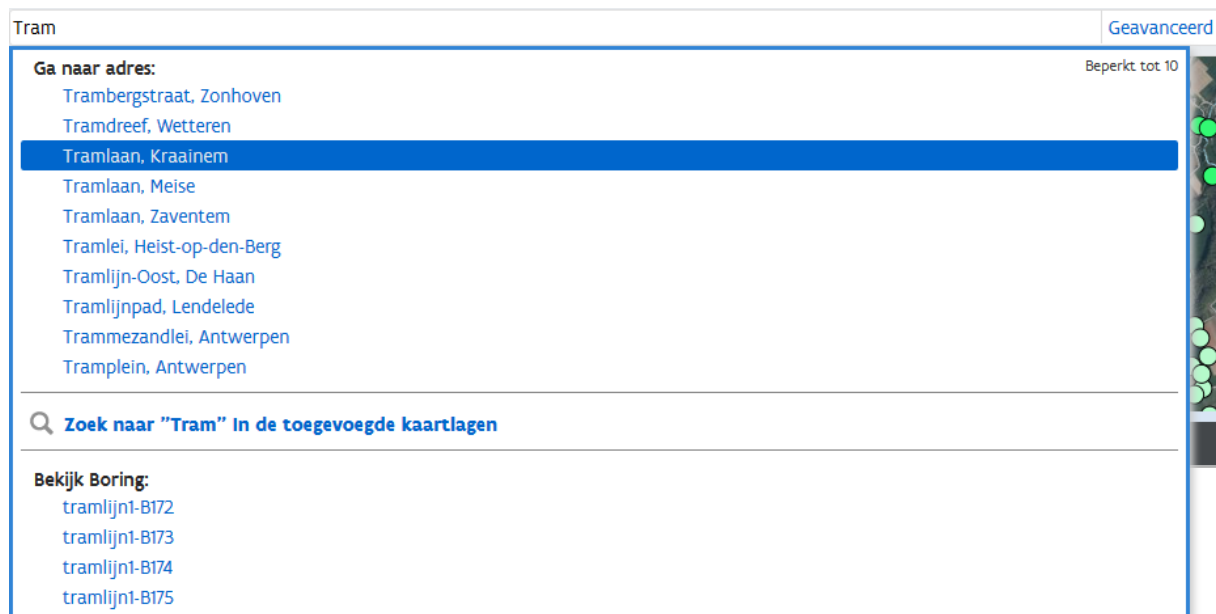 Tram Geavanceerd
Ga naar adres: Beperkt tot 10
Trambergstraat, Zonhoven
Tramdreef, Wetteren
Tramlaan, Kraainem
Tramlaan, Meise
Tramlaan, Zaventem
Tramlei, Heist-op-den-Berg
Tramlijn-Oost, De Haan
Tramlijnpad, Lendelede
Trammezandlei, Antwerpen
Tramplein, Antwerpen
Zoek naar "Tram" In de toegevoegde kaartlagen
Bekijk Boring:
tramlijn1-B172
tramlijn1-B173
tramlijn1-B174
tramlijn1-B175